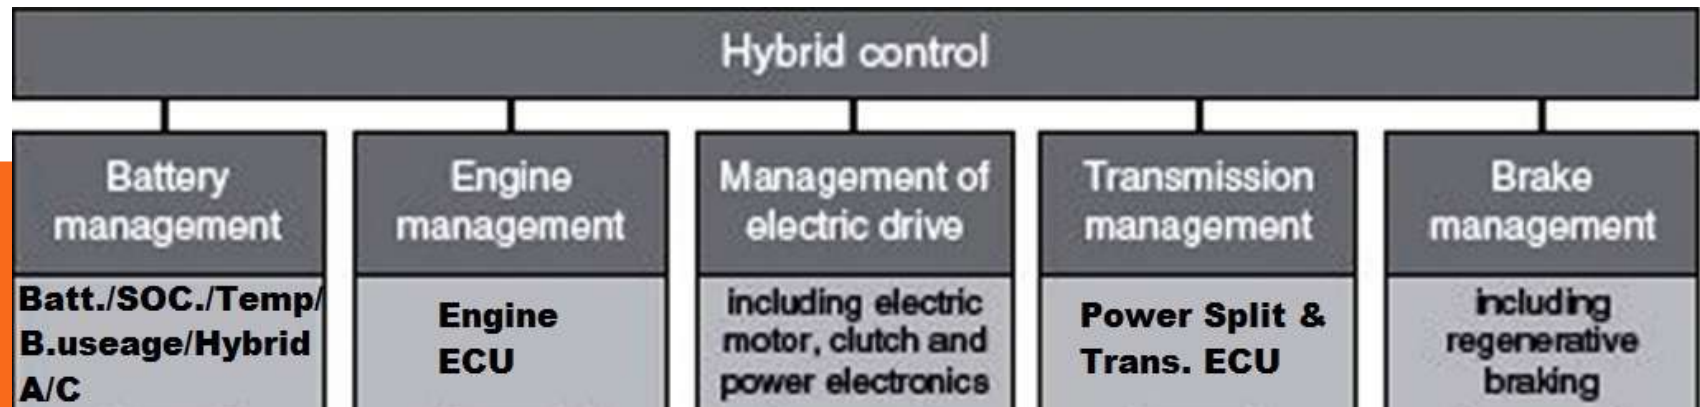 Hybrid control
Battery
management
Batt./SOC./Temp/
B.useage/Hybrid
A/C
Engine
management
Engine
ECU
Management of
electric drive
including electric
motor, clutch and
power electronics
Transmission
management
Power Split &
Trans. ECU
Brake
management
including
regenerative
braking